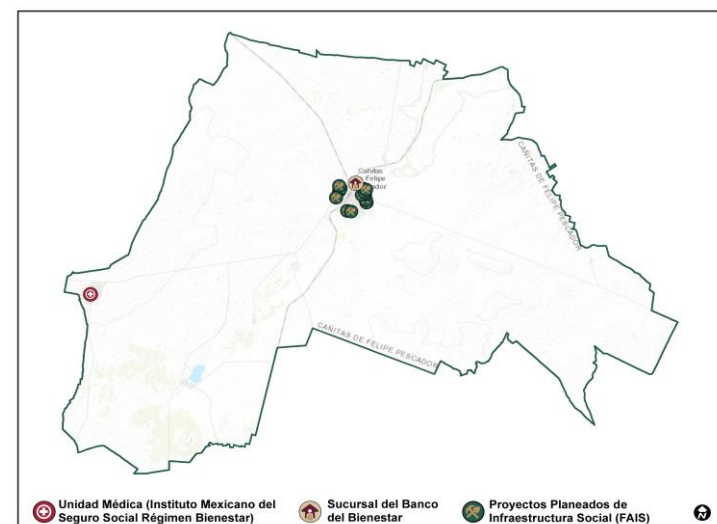 Cañitas
Felipe
CAÑITAS DE FELIPE PESCADOR
CAÑITAS DE FELIPE PESCADOR
Unidad Médica (Instituto Mexicano del
Seguro Social Régimen Bienestar)
Sucursal del Banco
del Bienestar
Proyectos Planeados de
Infraestructura Social (FAIS)